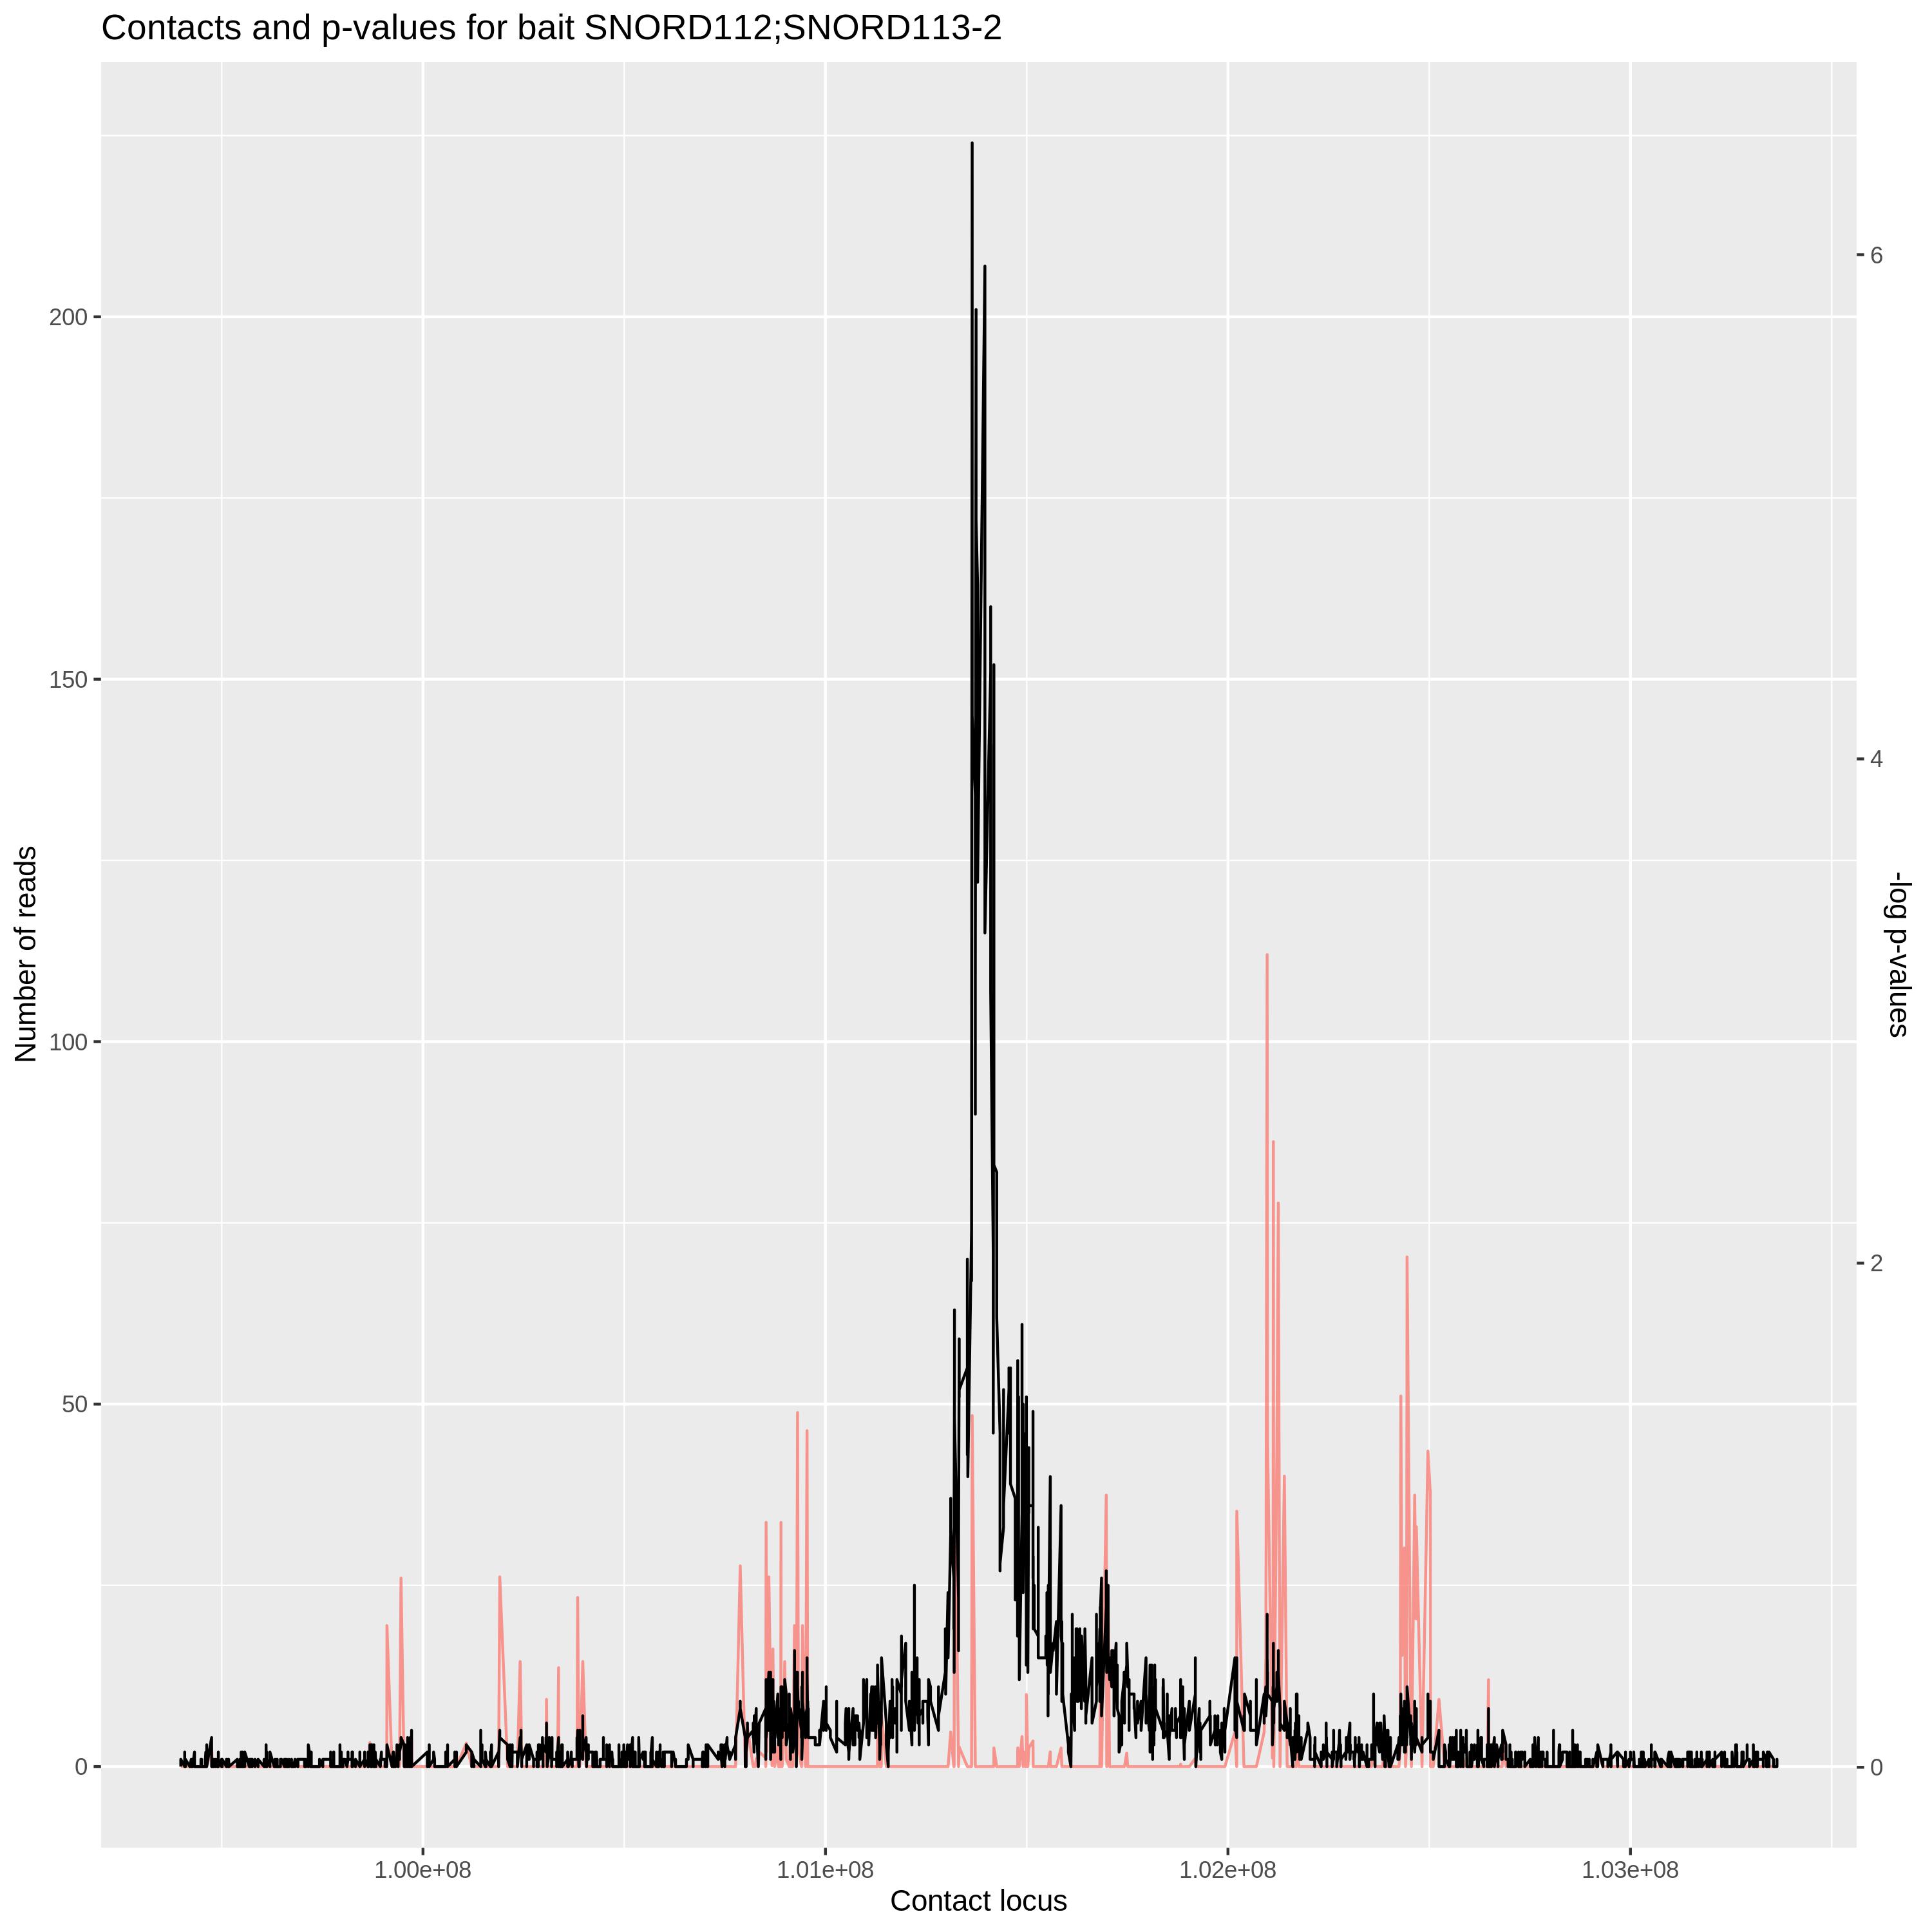 Contacts and p-values for bait SNORD112;SNORD113-2
Number of reads
200
150
100
50
0
6
4
2
0
-log p-values
1.00e+08
1.01e+08
1.02e+08
1.03e+08
Contact locus